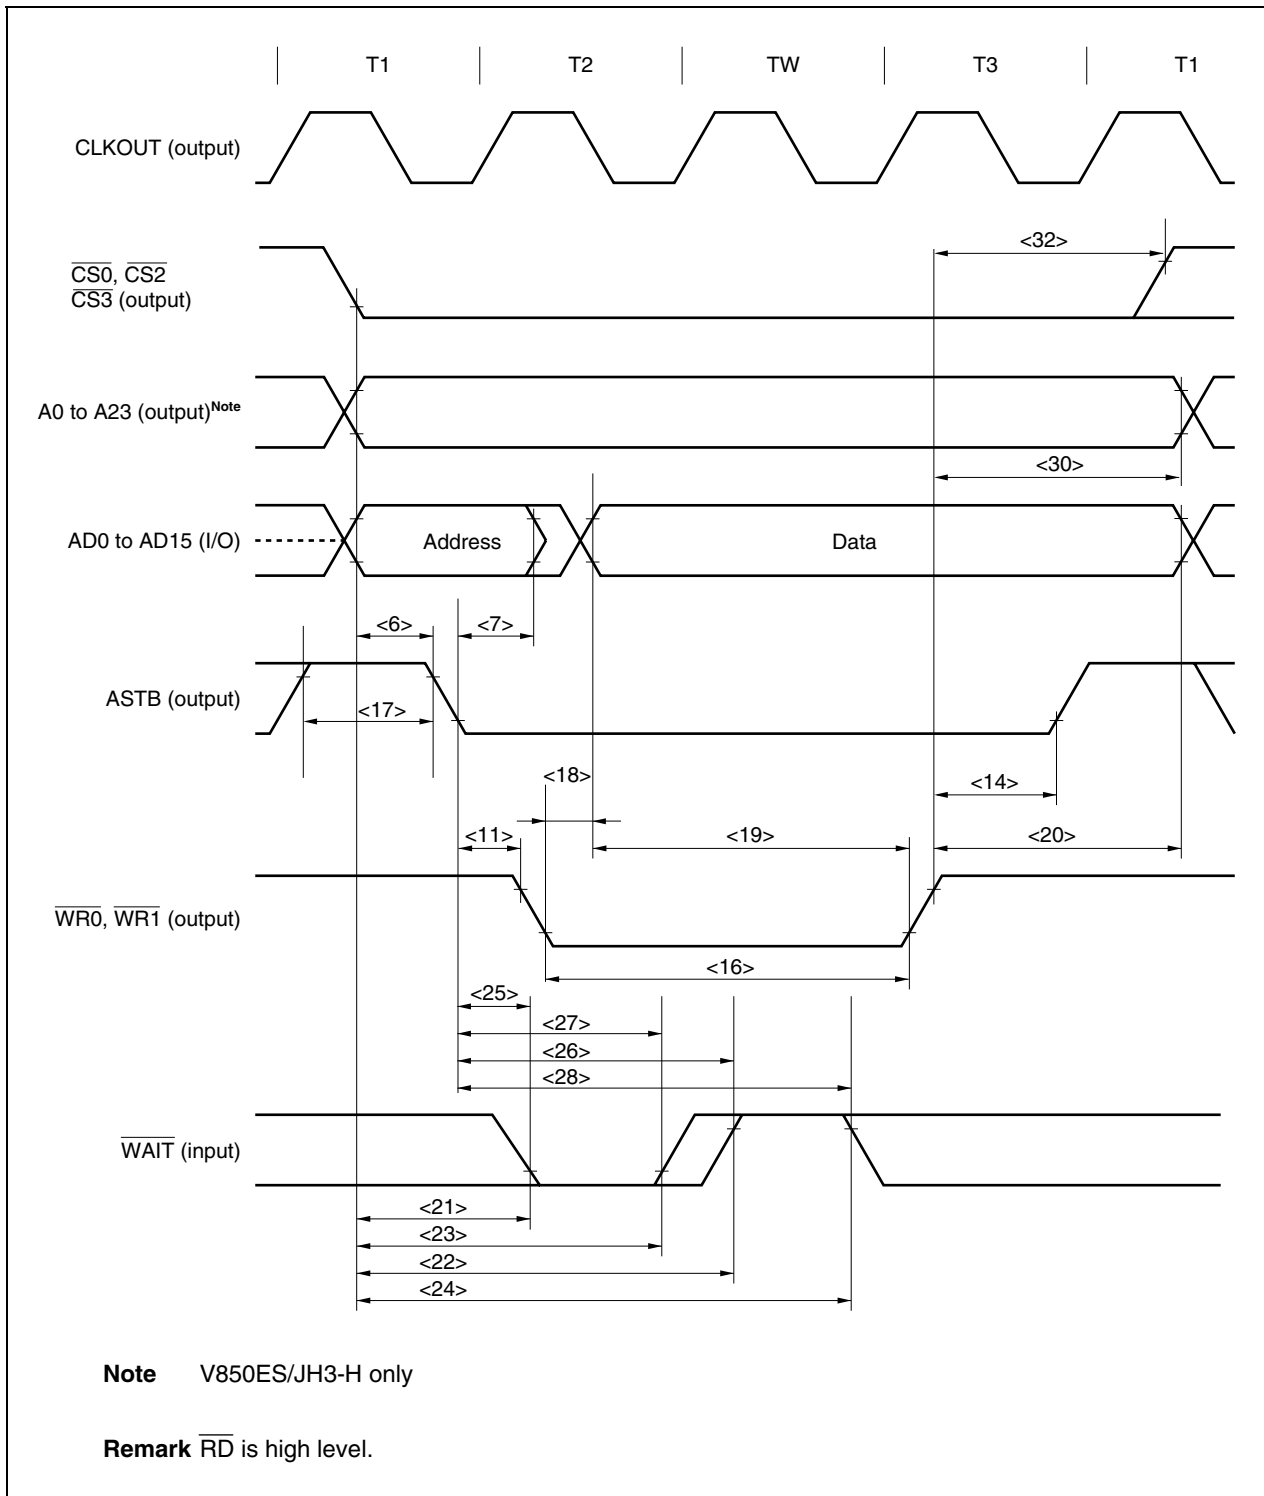 T1 T2 TW T3 T1
CLKOUT (output)
<32>
CS0, CS2
CS3 (output)
A0 to A23 (output)Note
<30>
AD0 to AD15 (I/O) Address Data
<6> <7>
ASTB (output)
<17>
<18> <14>
<11> <19> <20>
WR0, WR1 (output)
<16>
<25>
<27>
<26>
<28>
WAIT (input)
<21>
<23>
<22>
<24>
Note V850ES/JH3-H only
Remark RD is high level.